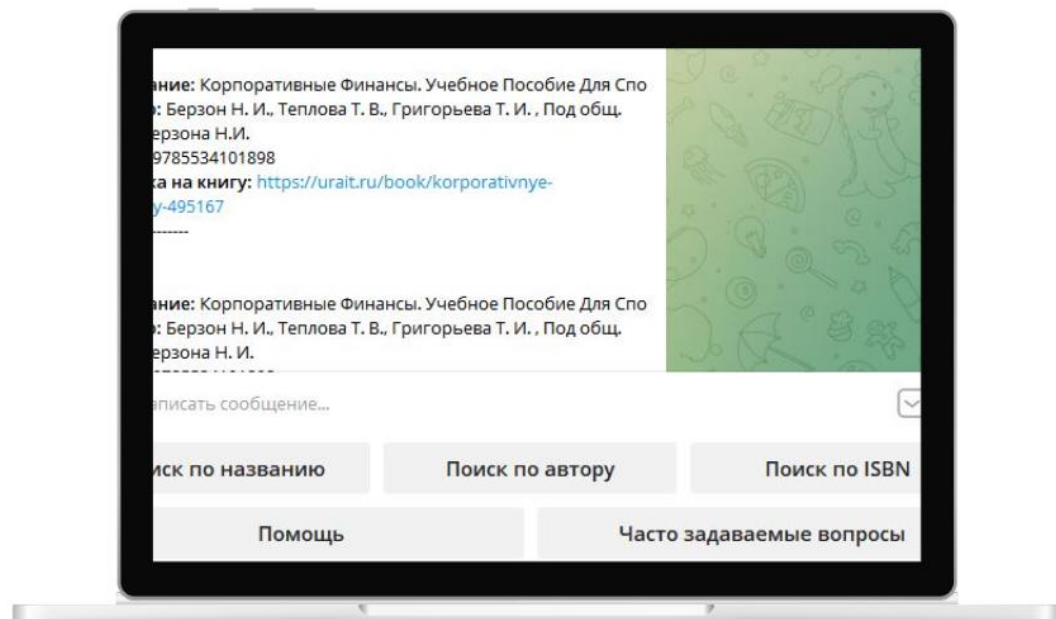 ание: Корпоративные Финансы. Учебное Пособие Для Спо
р: Берзон Н. И., Теплова Т. В., Григорьева Т. И. , Под общ.
ерзона Н.И.
9785534101898
ка на книгу: https://urait.ru/book/korporativnye-
y-495167
--------
ание: Корпоративные Финансы. Учебное Пособие Для Спо
р: Берзон Н. И., Теплова Т. В., Григорьева Т. И. , Под общ.
ерзона Н. И.
аписать сообщение...
иск по названию
Поиск по автору
Поиск по ISBN
Помощь
Часто задаваемые вопросы